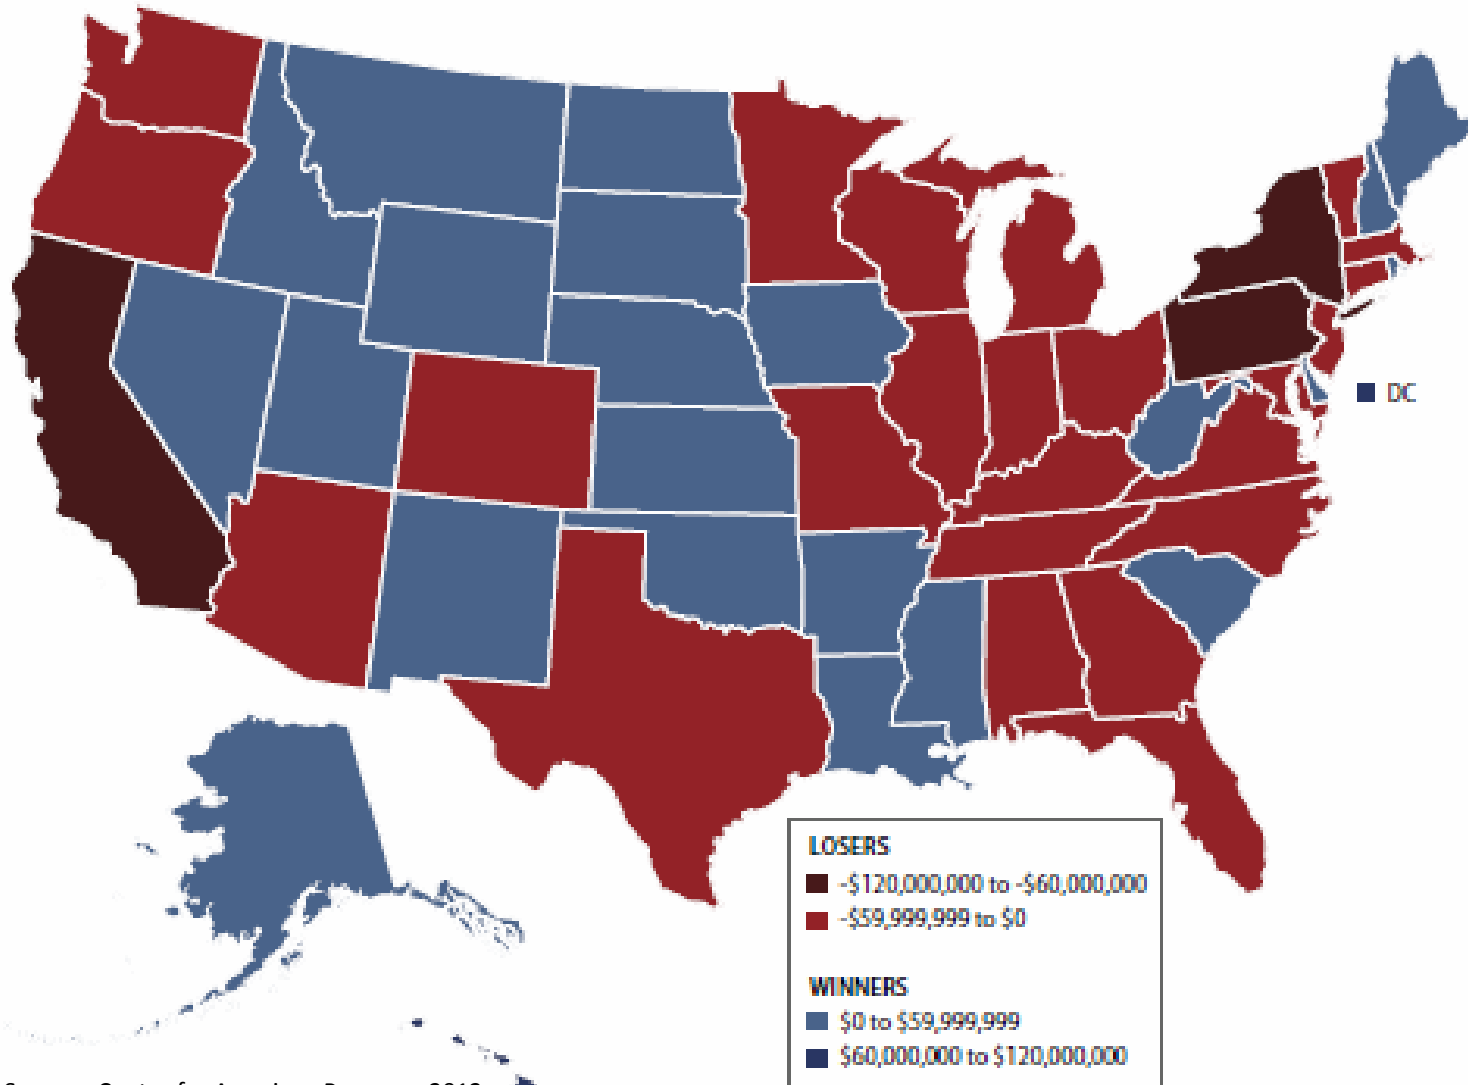 DC
LOSERS
-$120,000,000 to -$60,000,000
-$59,999,999 to $0
WINNERS
$0 to $59,999,999
$60,000,000 to $120,000,000